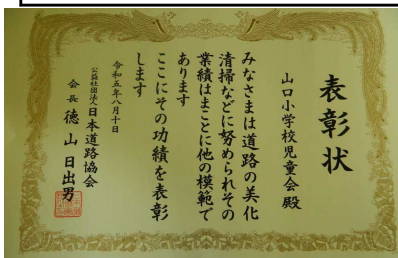 表彰状
山口小学校児童会殿
みなさまは道路の美化
清掃などに努められその
業績はまことに他の模範で
あります
ここにその功績を表彰
します
令和五年八月十日
公益社団法人日本道路協会
会長 徳山日出男